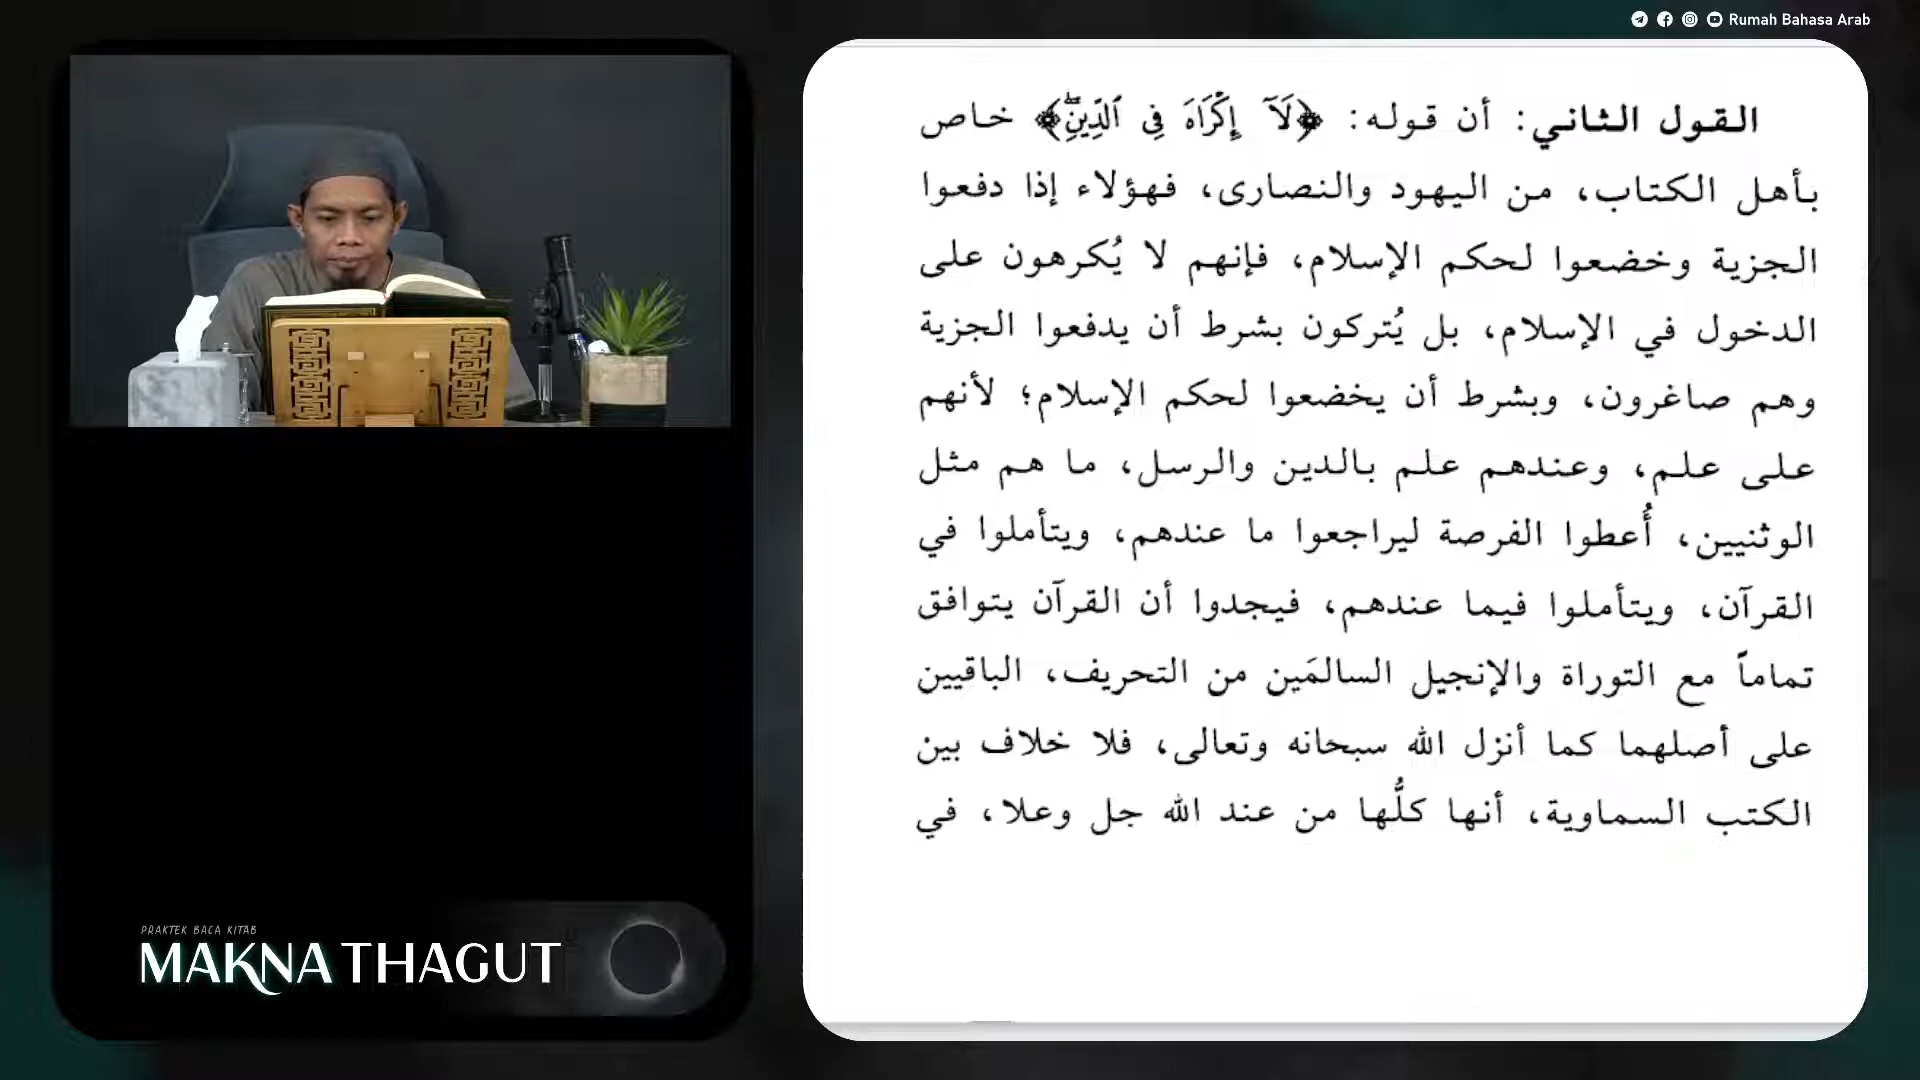 Rumah Bahasa Arab
القول الثاني: أن قوله: ﴿لَآ إِكْرَاهَ فِى ٱلدِّينِۖ﴾ خاص
بأهل الكتاب، من اليهود والنصارى، فهؤلاء إذا دفعوا
الجزية وخضعوا لحكم الإسلام، فإنهم لا يُكرهون على
الدخول في الإسلام، بل يُتركون بشرط أن يدفعوا الجزية
وهم صاغرون، وبشرط أن يخضعوا لحكم الإسلام؛ لأنهم
على علم، وعندهم علم بالدين والرسل، ما هم مثل
الوثنيين، أُعطوا الفرصة ليراجعوا ما عندهم، ويتأملوا في
القرآن، ويتأملوا فيما عندهم، فيجدوا أن القرآن يتوافق
تماماً مع التوراة والإنجيل السالمَين من التحريف، الباقيين
على أصلهما كما أنزل الله سبحانه وتعالى، فلا خلاف بين
الكتب السماوية، أنها كلُّها من عند الله جل وعلا، في
PRAKTEK BACA KITAB
MAKNA THAGUT